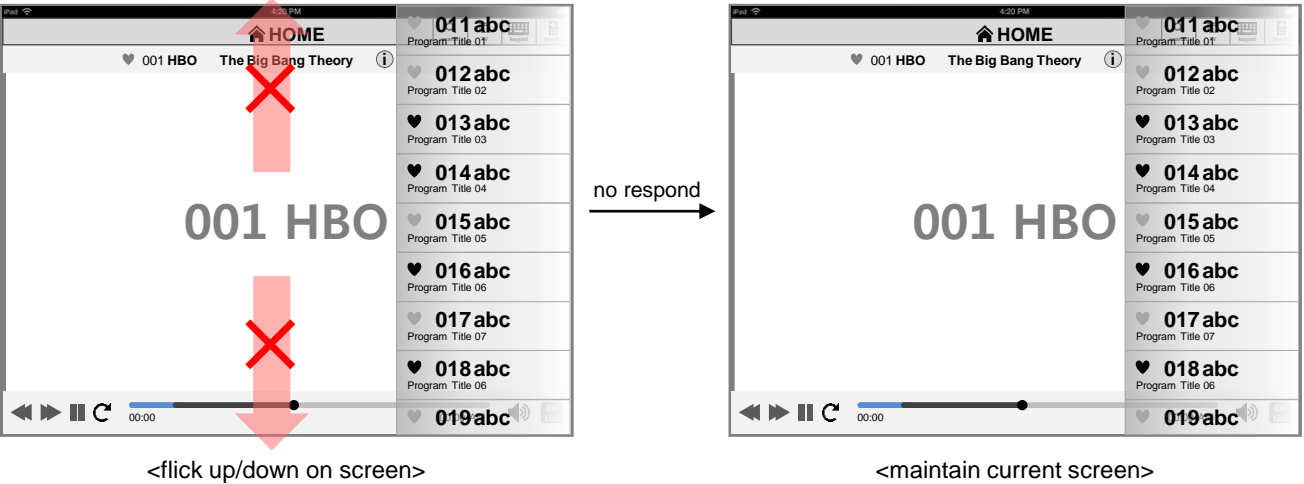 iPad 4:20 PM
HOME
001 HBO The Big Bang Theory i
001 HBO
00:00
011 abc
Program Title 01
012 abc
Program Title 02
013 abc
Program Title 03
014 abc
Program Title 04
015 abc
Program Title 05
016 abc
Program Title 06
017 abc
Program Title 07
018 abc
Program Title 06
019 abc
<flick up/down on screen>
no respond
iPad 4:20 PM
HOME
001 HBO The Big Bang Theory i
001 HBO
00:00
011 abc
Program Title 01
012 abc
Program Title 02
013 abc
Program Title 03
014 abc
Program Title 04
015 abc
Program Title 05
016 abc
Program Title 06
017 abc
Program Title 07
018 abc
Program Title 06
019 abc
<maintain current screen>